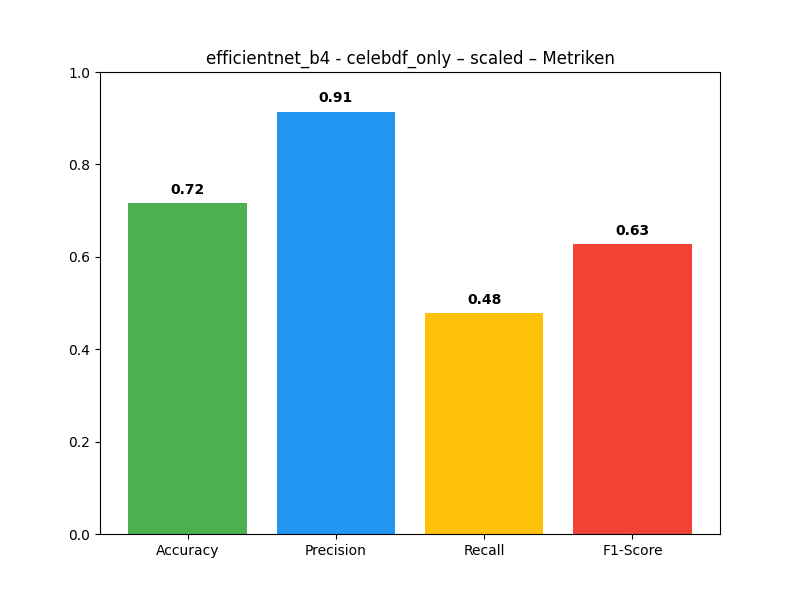 efficientnet_b4 - celebdf_only – scaled – Metriken
1.0
0.8
0.6
0.4
0.2
0.0
0.72
0.91
0.48
0.63
Accuracy
Precision
Recall
F1-Score